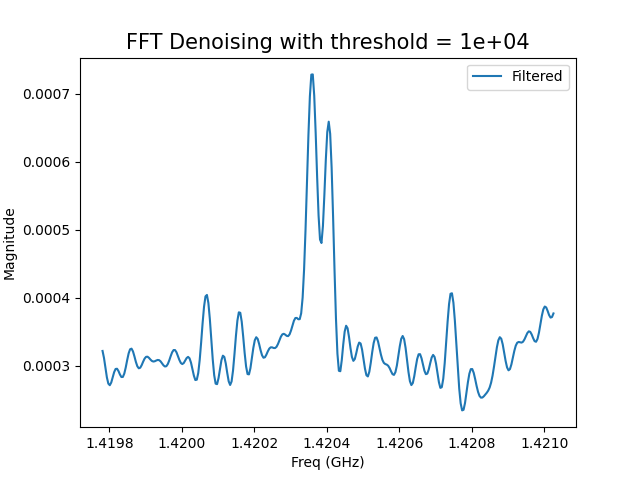 FFT Denoising with threshold = 1e+04
Filtered
0.0007
0.0006
0.0005
0.0004
0.0003
Magnitude
1.4198 1.4200 1.4202 1.4204 1.4206 1.4208 1.4210
Freq (GHz)